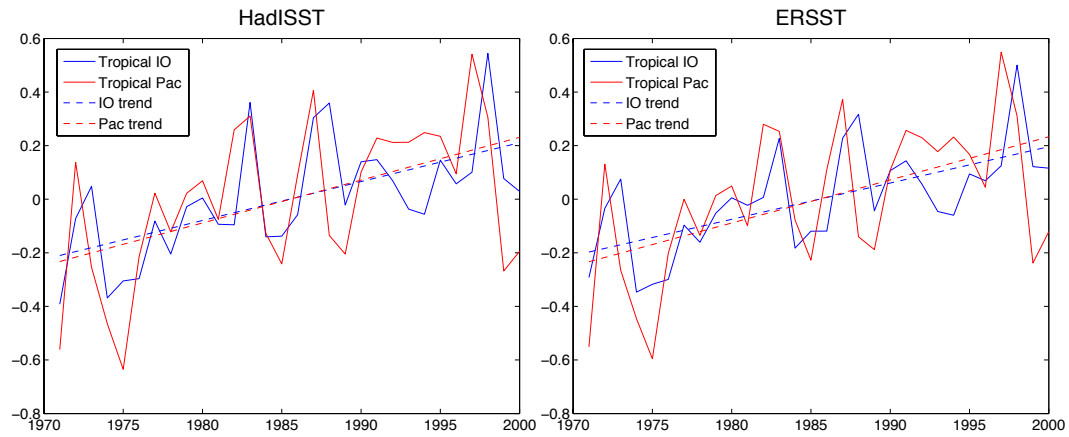 HadISST
0.6
0.4
0.2
0
−0.2
−0.4
−0.6
−0.8
1970 1975 1980 1985 1990 1995 2000
Tropical IO
Tropical Pac
IO trend
Pac trend
ERSST
0.6
0.4
0.2
0
−0.2
−0.4
−0.6
−0.8
1970 1975 1980 1985 1990 1995 2000
Tropical IO
Tropical Pac
IO trend
Pac trend